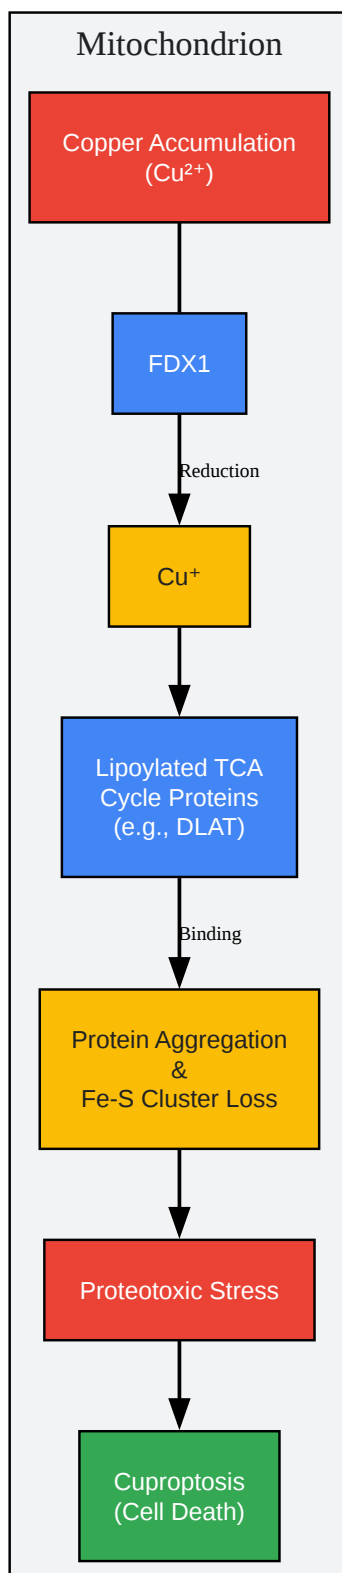 Mitochondrion
Copper Accumulation
(Cu²⁺)
FDX1
Reduction
Cu⁺
Lipoylated TCA
Cycle Proteins
(e.g., DLAT)
Binding
Protein Aggregation
&
Fe-S Cluster Loss
Proteotoxic Stress
Cuproptosis
(Cell Death)